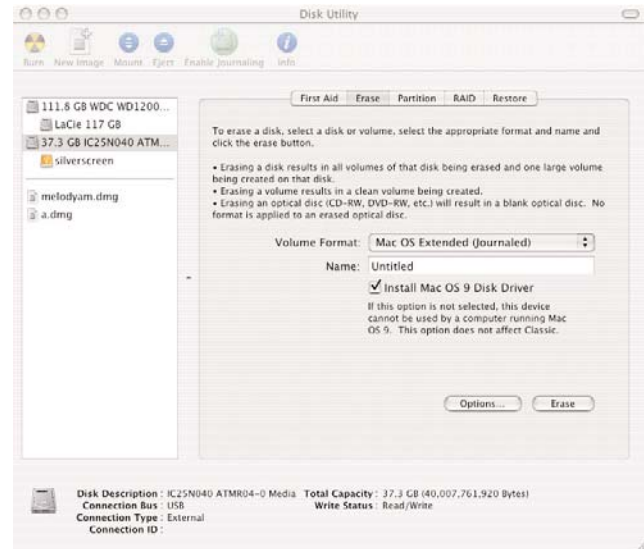 Disk Utility
Burn New Image Mount Eject Enable Journaling Info
First Aid Erase Partition RAID Restore
111.8 GB WDC WD1200...
LaCie 117 GB
37.3 GB IC25N040 ATM...
silverscreen
melodyam.dmg
a.dmg
To erase a disk, select a disk or volume, select the appropriate format and name and
click the erase button.
• Erasing a disk results in all volumes of that disk being erased and one large volume
being created on that disk.
• Erasing a volume results in a clean volume being created.
• Erasing an optical disc (CD-RW, DVD-RW, etc.) will result in a blank optical disc. No
format is applied to an erased optical disc.
Volume Format: Mac OS Extended (Journaled)
Name: Untitled
Install Mac OS 9 Disk Driver
If this option is not selected, this device
cannot be used by a computer running Mac
OS 9. This option does not affect Classic.
Options... Erase
Disk Description : IC25N040 ATMR04-0 Media Total Capacity : 37.3 GB (40,007,761,920 Bytes)
Connection Bus : USB Write Status : Read/Write
Connection Type : External
Connection ID :